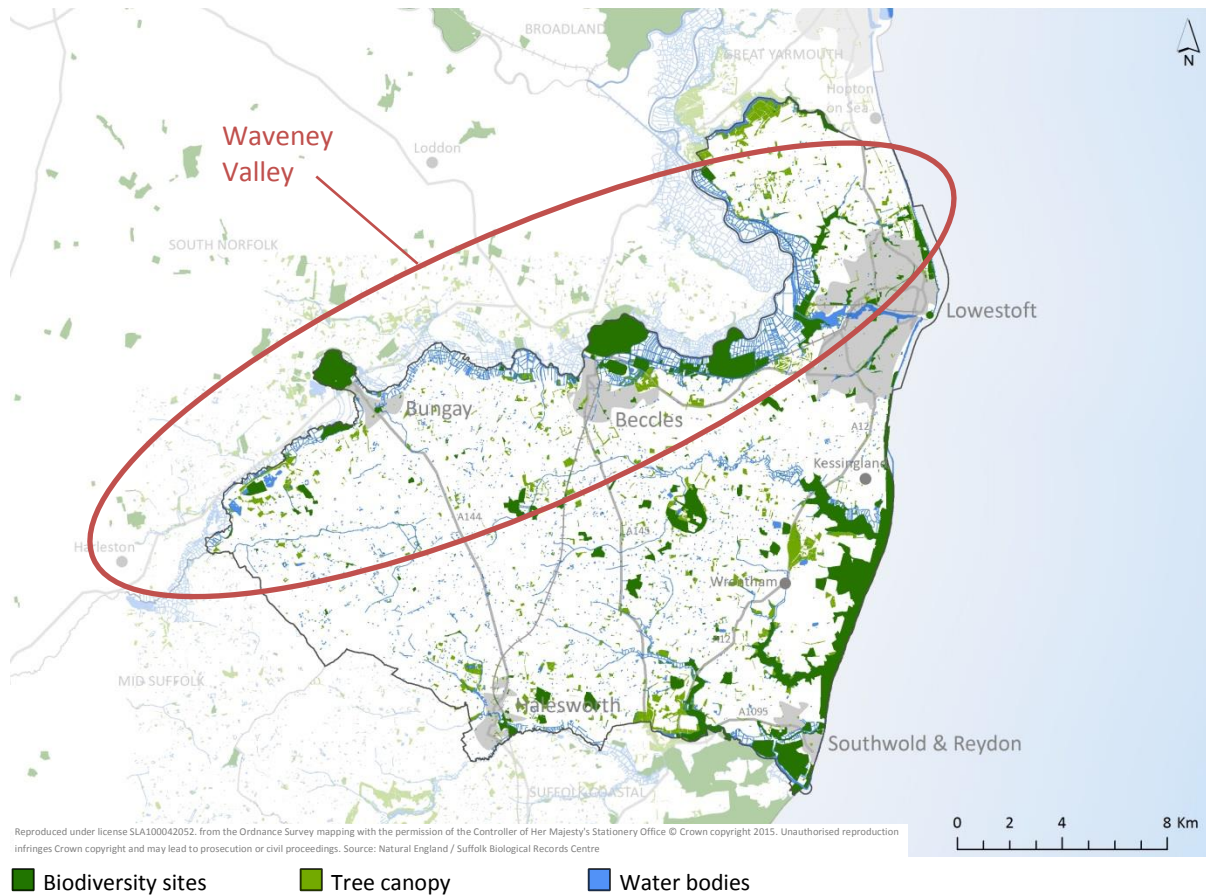 BROADLAND
GREAT YARMOUTH
N
Hopton
on Sea
Waveney
Valley
Loddon
SOUTH NORFOLK
Lowestoft
Bungay
Beccles
A12
Kessingland
A144
A145
Harleston
Wrentham
A12
MID SUFFOLK
Halesworth
A1095
Southwold & Reydon
SUFFOLK COASTAL
Reproduced under license SLA100042052. from the Ordnance Survey mapping with the permission of the Controller of Her Majesty's Stationery Office © Crown copyright 2015. Unauthorised reproduction
infringes Crown copyright and may lead to prosecution or civil proceedings. Source: Natural England / Suffolk Biological Records Centre
0 2 4 8 Km
Biodiversity sites Tree canopy Water bodies